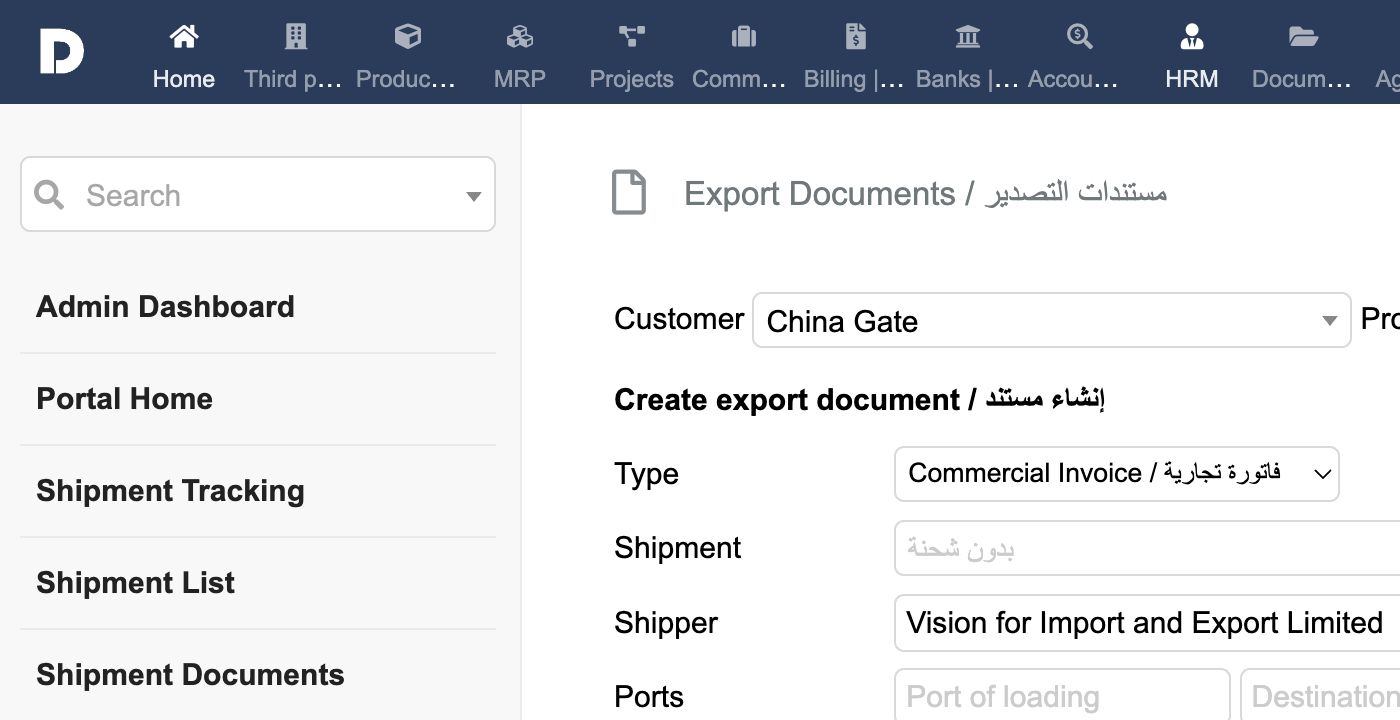 D
Home Third p... Produc... MRP Projects Comm... Billing |... Banks |... Accou... HRM Docum... Ag
Search
Admin Dashboard
Portal Home
Shipment Tracking
Shipment List
Shipment Documents
Export Documents / مستندات التصدير
Customer China Gate Pro
Create export document / إنشاء مستند
Type Commercial Invoice / فاتورة تجارية
Shipment بدون شحنة
Shipper Vision for Import and Export Limited
Ports Port of loading Destination